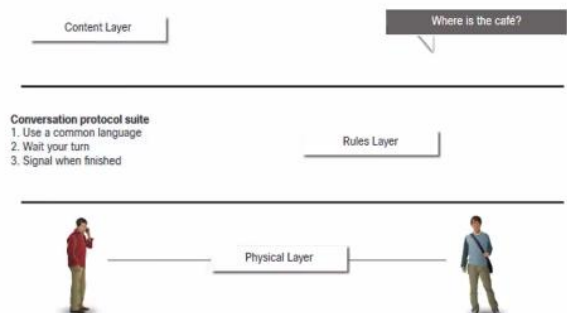 Content Layer
Where is the café?
Conversation protocol suite
1. Use a common language
2. Wait your turn
3. Signal when finished
Rules Layer
Physical Layer